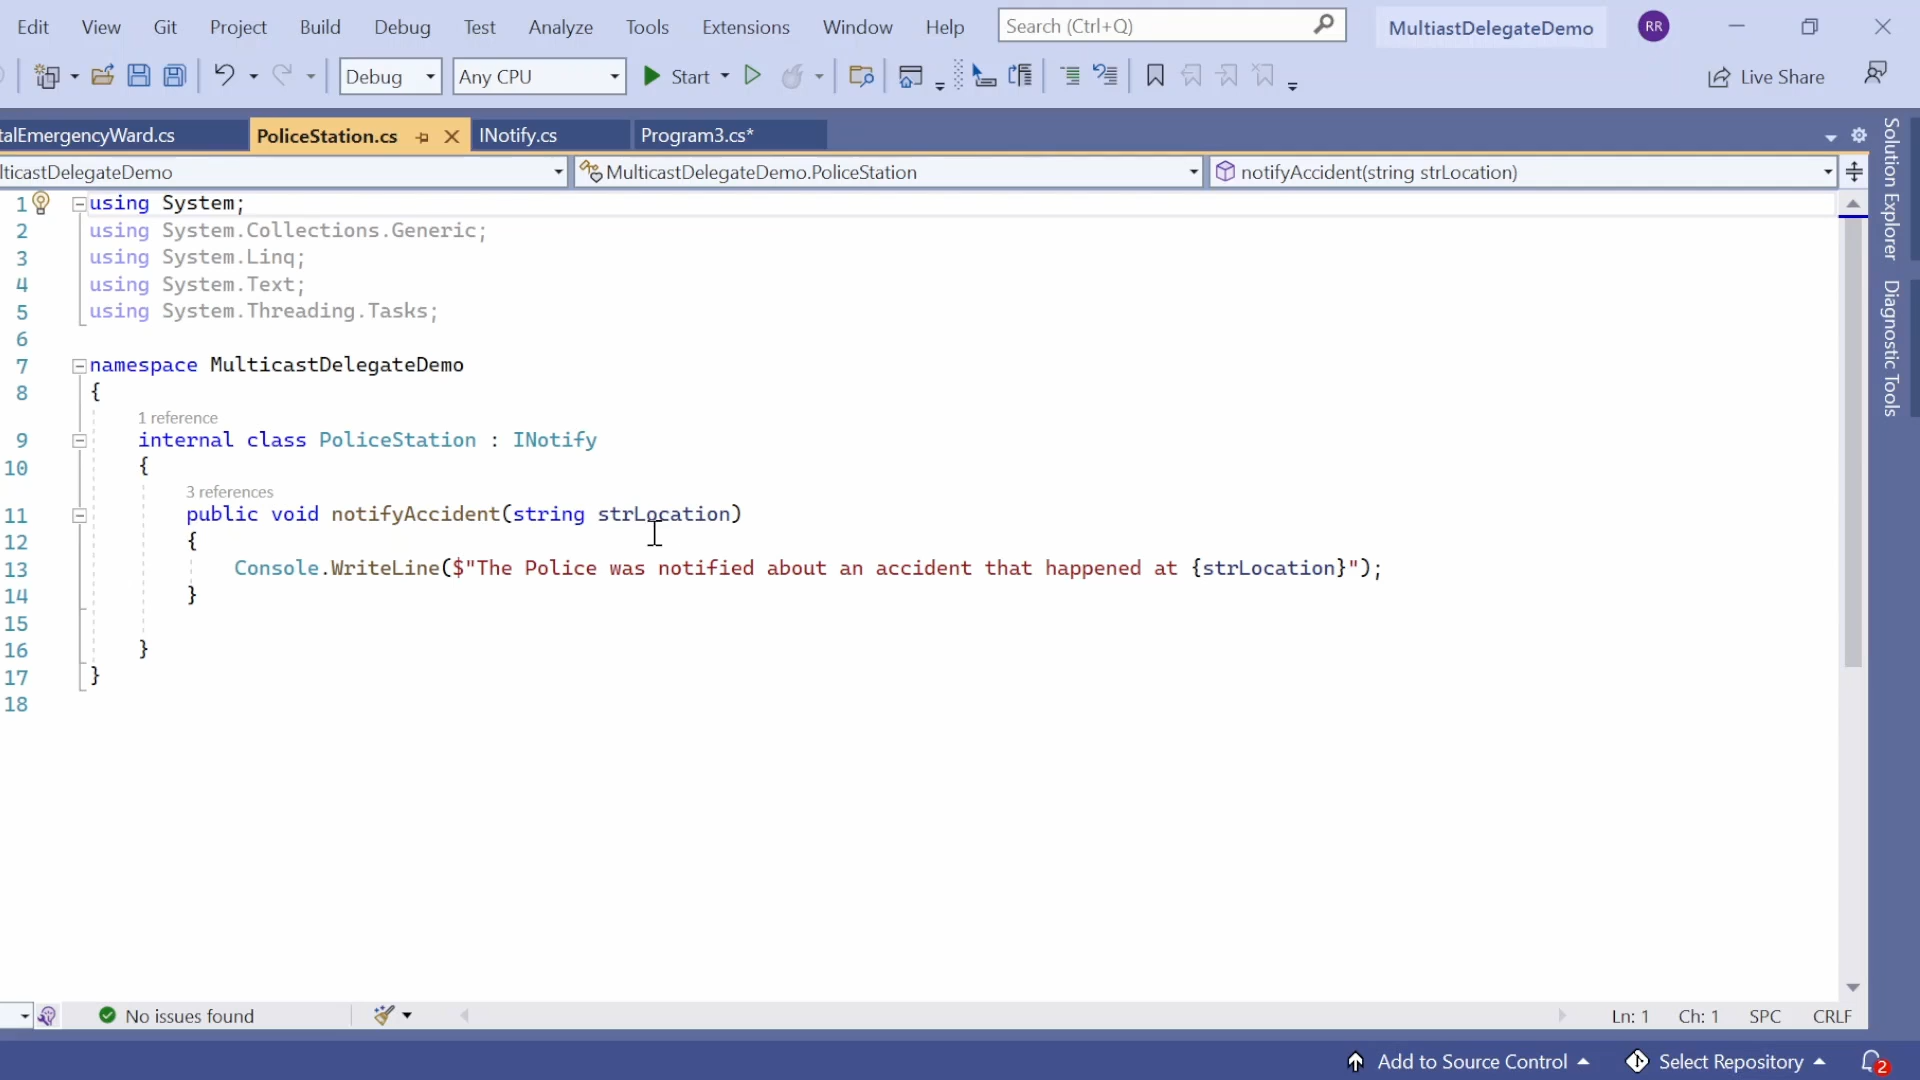 Edit View Git Project Build Debug Test Analyze Tools Extensions Window Help Search (Ctrl+Q) MultiastDelegateDemo RR
Debug Any CPU Start Live Share
talEmergencyWard.cs PoliceStation.cs INotify.cs Program3.cs*
lticastDelegateDemo MulticastDelegateDemo.PoliceStation notifyAccident(string strLocation)
Solution Explorer
Diagnostic Tools
1 using System;
2 using System.Collections.Generic;
3 using System.Linq;
4 using System.Text;
5 using System.Threading.Tasks;
6
7 namespace MulticastDelegateDemo
8 {
1 reference
9 internal class PoliceStation : INotify
10 {
3 references
11 public void notifyAccident(string strLocation)
12 {
13 Console.WriteLine($"The Police was notified about an accident that happened at {strLocation}");
14 }
15
16 }
17 }
18
No issues found Ln: 1 Ch: 1 SPC CRLF
Add to Source Control Select Repository 2